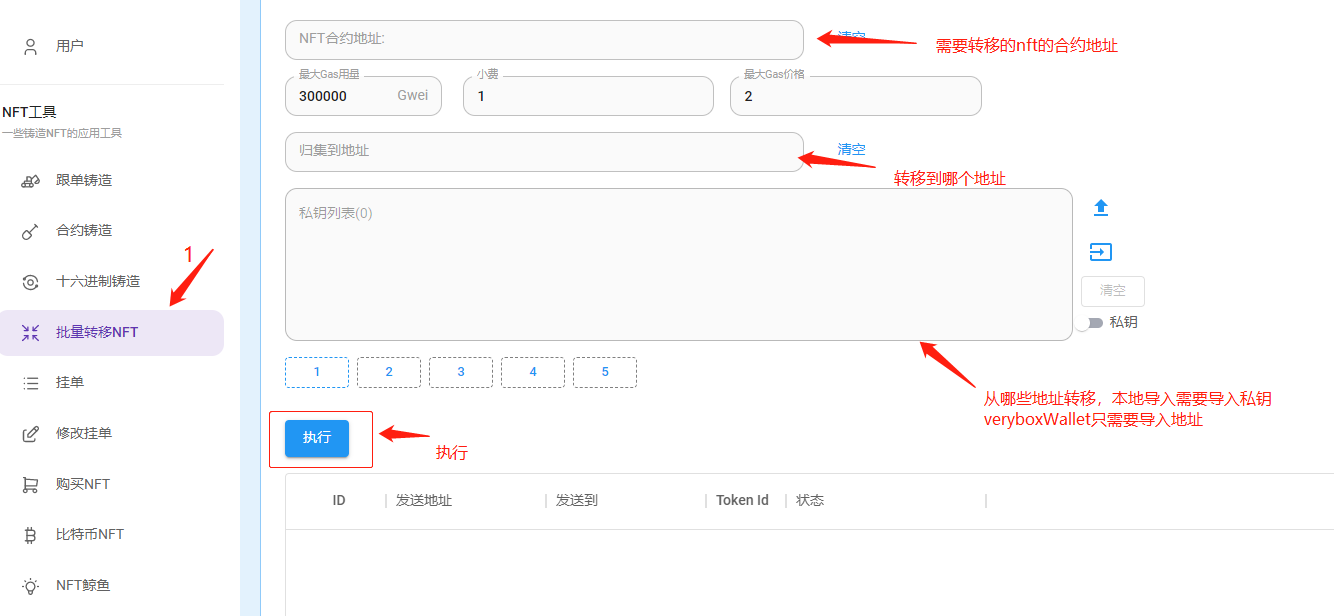 用户
NFT工具
一些铸造NFT的应用工具
跟单铸造
合约铸造
1
十六进制铸造
批量转移NFT
挂单
修改挂单
购买NFT
比特币NFT
NFT鲸鱼
NFT合约地址:
清空
需要转移的nft的合约地址
最大Gas用量
300000 Gwei
小费
1
最大Gas价格
2
归集到地址
清空
转移到哪个地址
私钥列表(0)
清空
私钥
1 2 3 4 5
从哪些地址转移，本地导入需要导入私钥
veryboxWallet只需要导入地址
执行
执行
ID 发送地址 发送到 Token Id 状态